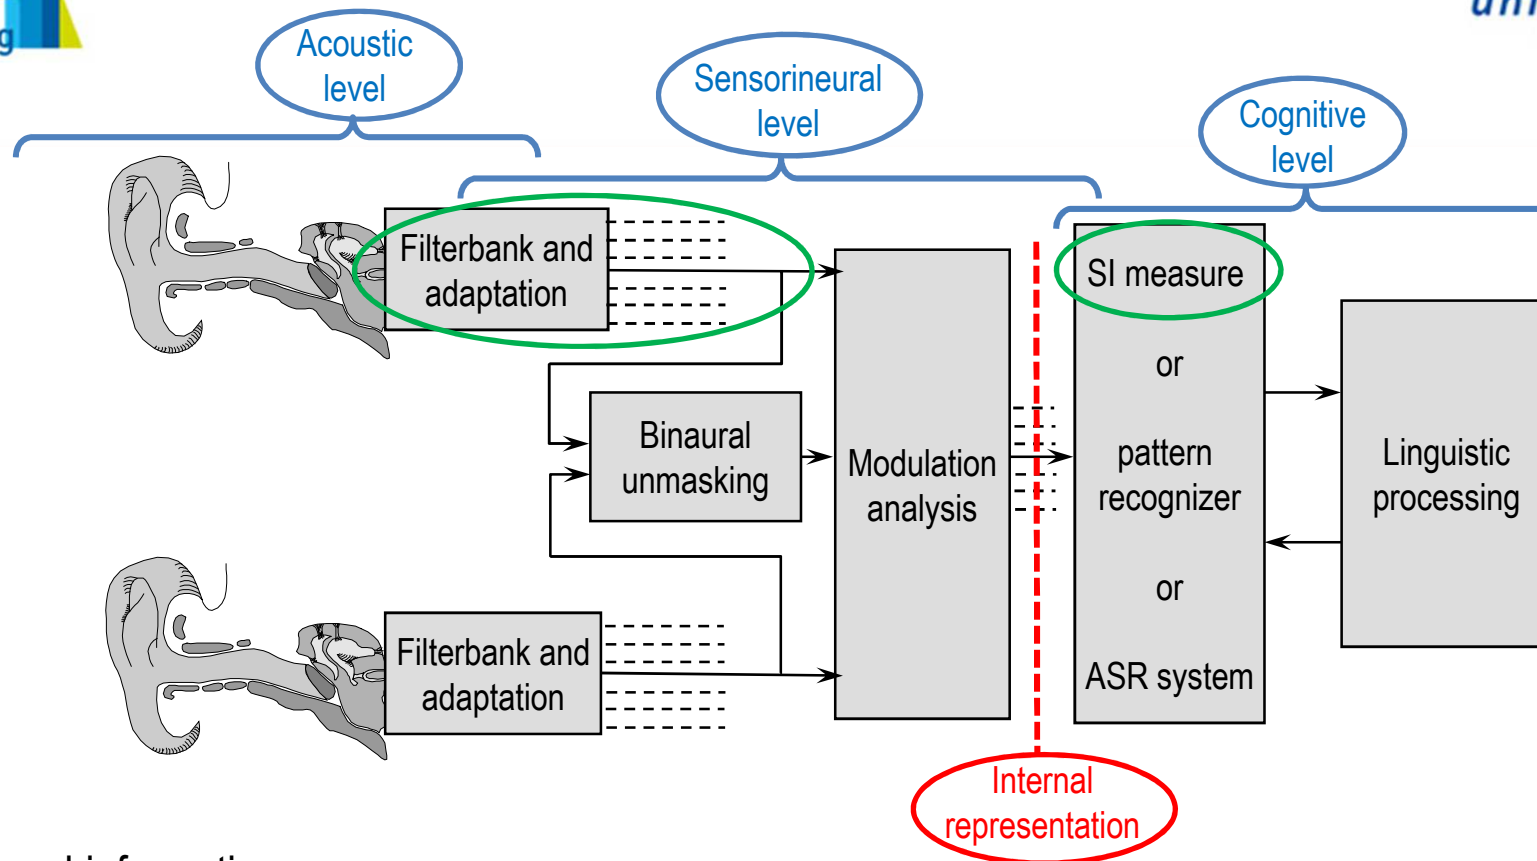 Acoustic
level
Sensorineural
level
Cognitive
level
Filterbank and
adaptation
SI measure
or
pattern
recognizer
or
ASR system
Binaural
unmasking
Modulation
analysis
Linguistic
processing
Filterbank and
adaptation
Internal
representation